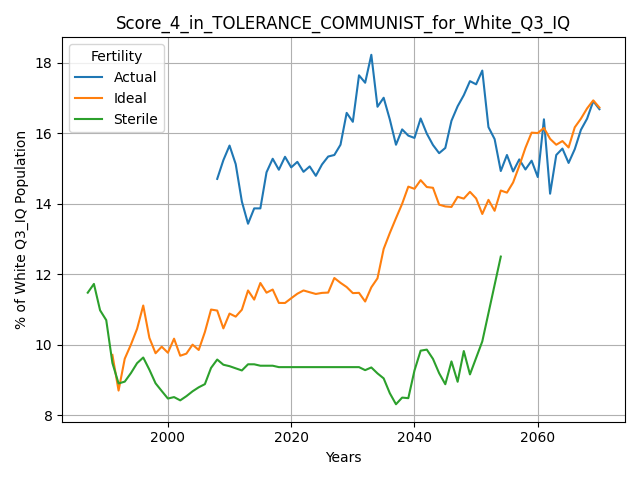 Score_4_in_TOLERANCE_COMMUNIST_for_White_Q3_IQ
Fertility
Actual
Ideal
Sterile
% of White Q3_IQ Population
18
16
14
12
10
8
2000
2020
2040
2060
Years